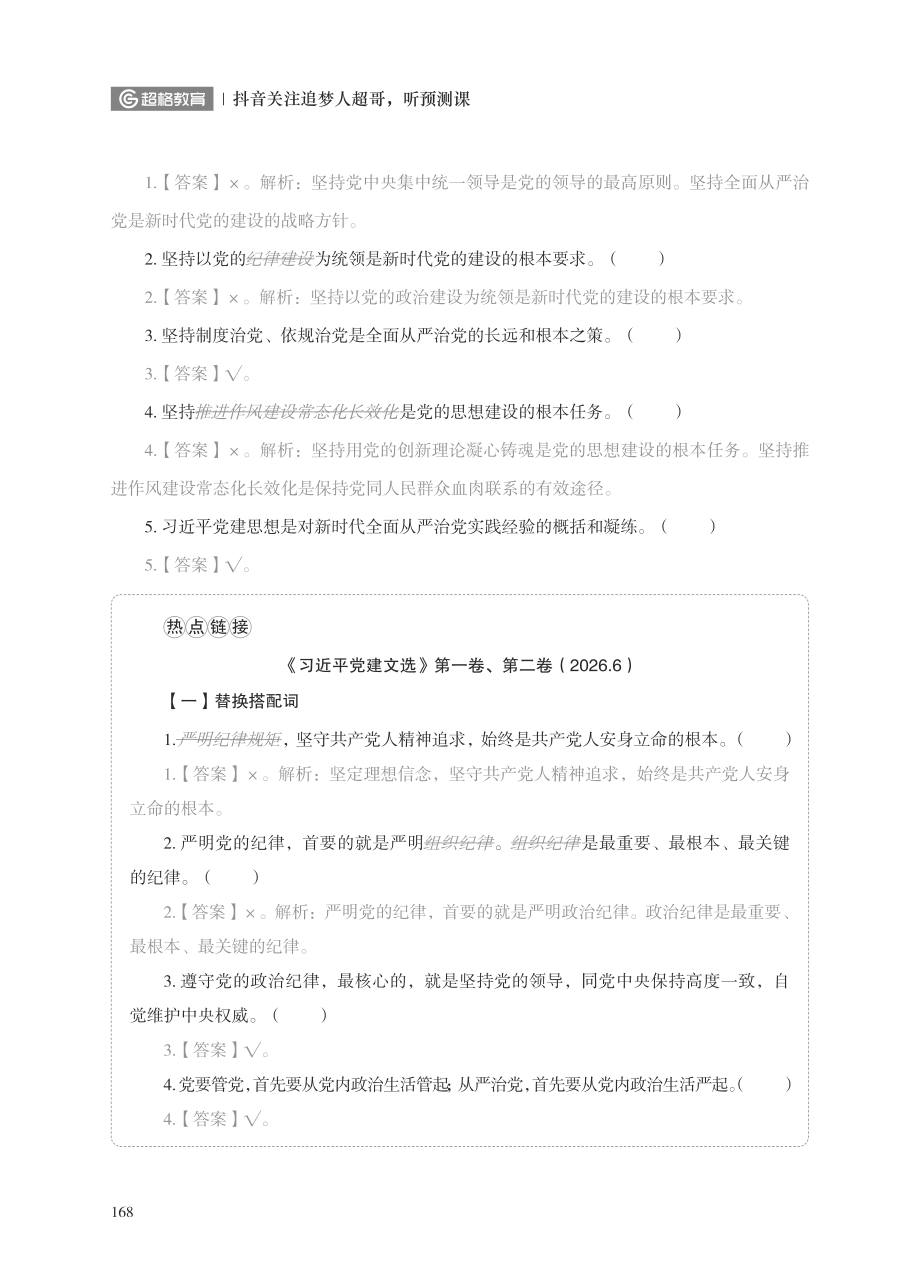 超格教育 | 抖音关注追梦人超哥，听预测课
1.【答案】×。解析：坚持党中央集中统一领导是党的领导的最高原则。坚持全面从严治
党是新时代党的建设的战略方针。
2. 坚持以党的纪律建设为统领是新时代党的建设的根本要求。（　　）
2.【答案】×。解析：坚持以党的政治建设为统领是新时代党的建设的根本要求。
3. 坚持制度治党、依规治党是全面从严治党的长远和根本之策。（　　）
3.【答案】√。
4. 坚持推进作风建设常态化长效化是党的思想建设的根本任务。（　　）
4.【答案】×。解析：坚持用党的创新理论凝心铸魂是党的思想建设的根本任务。坚持推
进作风建设常态化长效化是保持党同人民群众血肉联系的有效途径。
5. 习近平党建思想是对新时代全面从严治党实践经验的概括和凝练。（　　）
5.【答案】√。
热点链接
《习近平党建文选》第一卷、第二卷（2026.6）
【一】替换搭配词
1.严明纪律规矩，坚守共产党人精神追求，始终是共产党人安身立命的根本。（　　）
1.【答案】×。解析：坚定理想信念，坚守共产党人精神追求，始终是共产党人安身
立命的根本。
2. 严明党的纪律，首要的就是严明组织纪律。组织纪律是最重要、最根本、最关键
的纪律。（　　）
2.【答案】×。解析：严明党的纪律，首要的就是严明政治纪律。政治纪律是最重要、
最根本、最关键的纪律。
3. 遵守党的政治纪律，最核心的，就是坚持党的领导，同党中央保持高度一致，自
觉维护中央权威。（　　）
3.【答案】√。
4.党要管党，首先要从党内政治生活管起；从严治党，首先要从党内政治生活严起。（　　）
4.【答案】√。
168